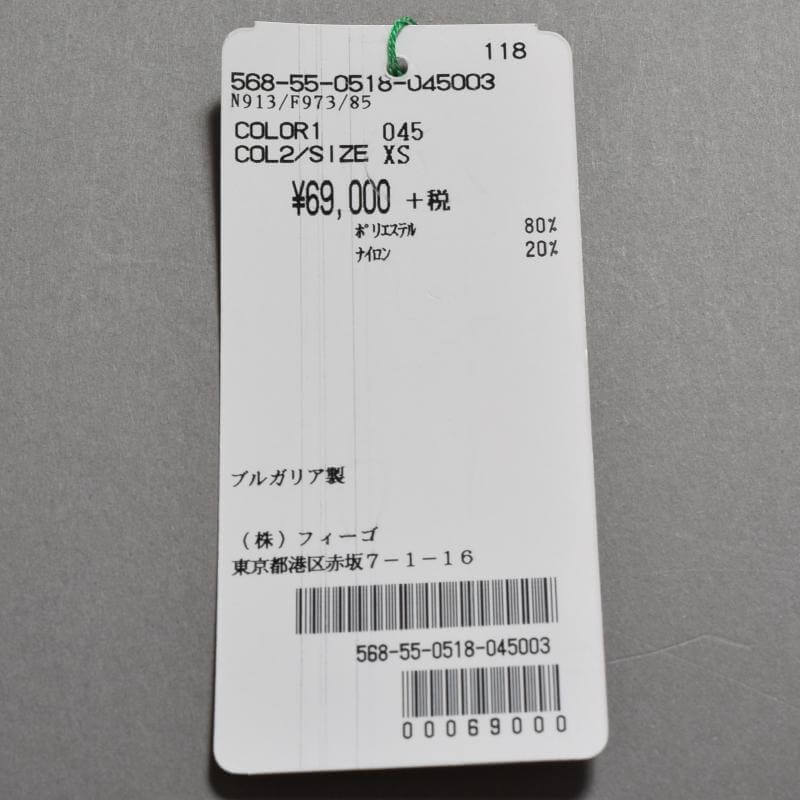 118
568-55-0518-045003
N913/F973/85
COLOR1 045
COL2/SIZE XS
¥69,000 +税
ポリエステル 80%
ナイロン 20%
ブルガリア製
（株）フィーゴ
東京都港区赤坂7-1-16
568-55-0518-045003
00069000